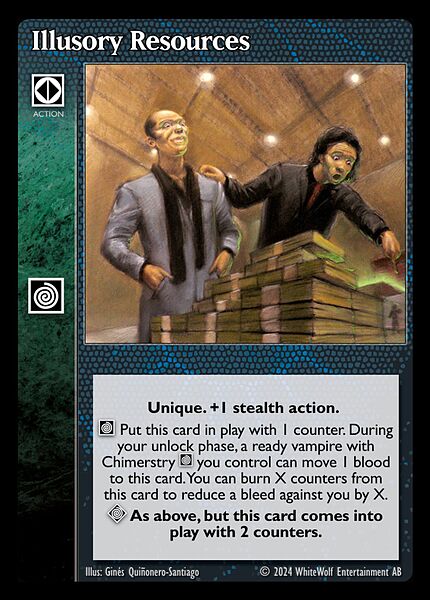 Illusory Resources
ACTION
Unique. +1 stealth action.
Put this card in play with 1 counter. During
your unlock phase, a ready vampire with
Chimerstry you control can move 1 blood
to this card. You can burn X counters from
this card to reduce a bleed against you by X.
As above, but this card comes into
play with 2 counters.
Illus: Ginés Quiñonero-Santiago © 2024 WhiteWolf Entertainment AB